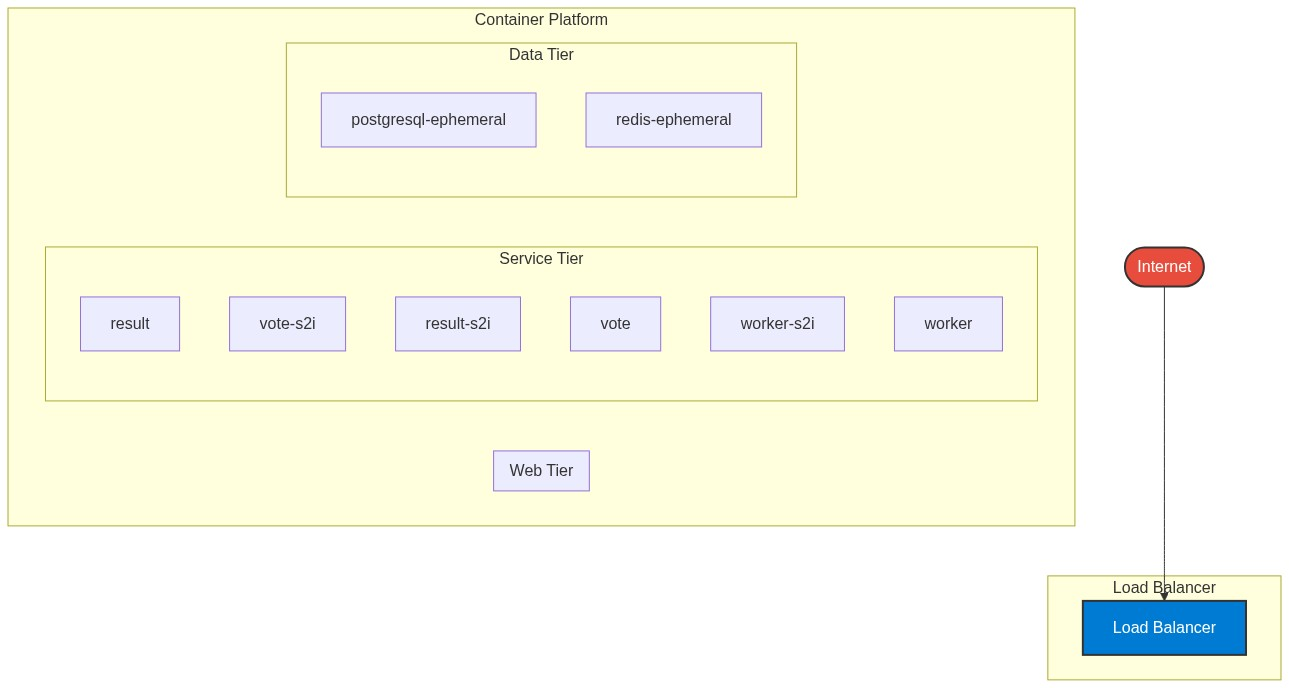 Container Platform
Data Tier
postgresql-ephemeral
redis-ephemeral
Service Tier
result
vote-s2i
result-s2i
vote
worker-s2i
worker
Web Tier
Internet
Load Balancer
Load Balancer